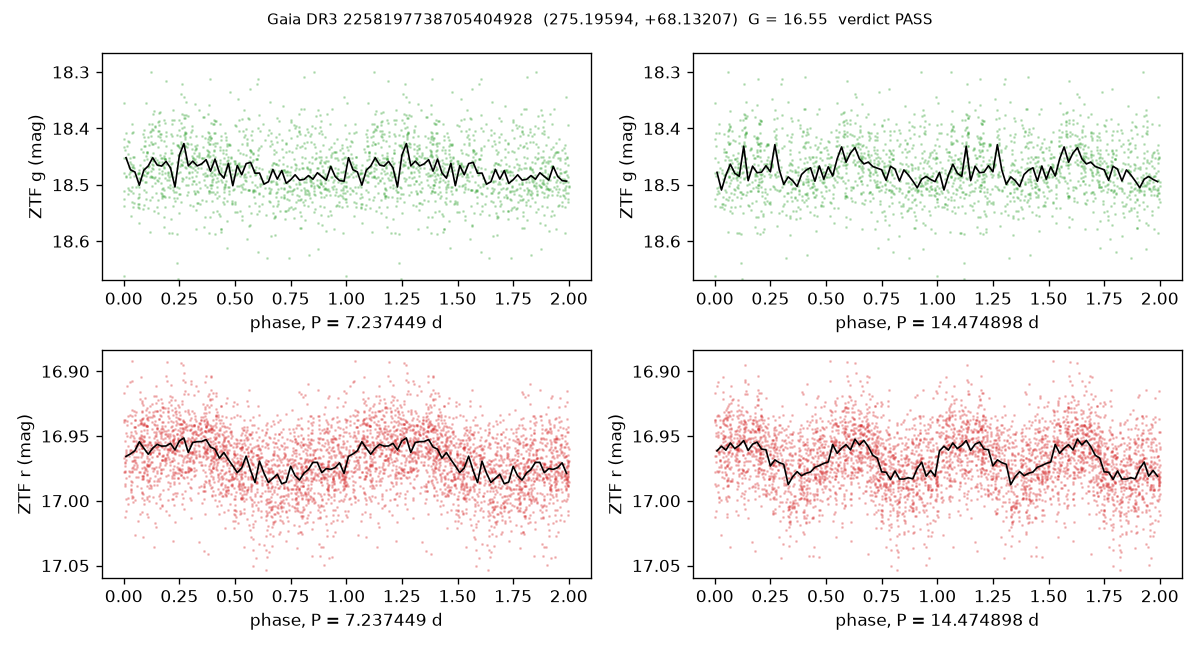 Gaia DR3 2258197738705404928 (275.19594, +68.13207) G = 16.55 verdict PASS
ZTF g (mag)
18.3
18.4
18.5
18.6
0.00 0.25 0.50 0.75 1.00 1.25 1.50 1.75 2.00
phase, P = 7.237449 d
ZTF g (mag)
18.3
18.4
18.5
18.6
0.00 0.25 0.50 0.75 1.00 1.25 1.50 1.75 2.00
phase, P = 14.474898 d
ZTF r (mag)
16.90
16.95
17.00
17.05
0.00 0.25 0.50 0.75 1.00 1.25 1.50 1.75 2.00
phase, P = 7.237449 d
ZTF r (mag)
16.90
16.95
17.00
17.05
0.00 0.25 0.50 0.75 1.00 1.25 1.50 1.75 2.00
phase, P = 14.474898 d